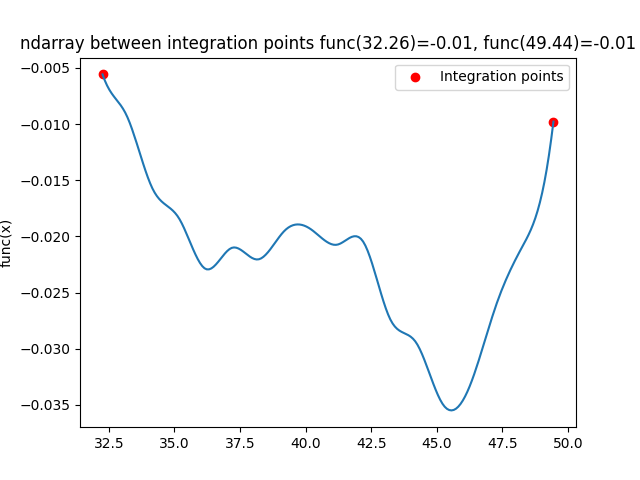 ndarray between integration points func(32.26)=-0.01, func(49.44)=-0.01
Integration points
func(x)
−0.005
−0.010
−0.015
−0.020
−0.025
−0.030
−0.035
32.5 35.0 37.5 40.0 42.5 45.0 47.5 50.0